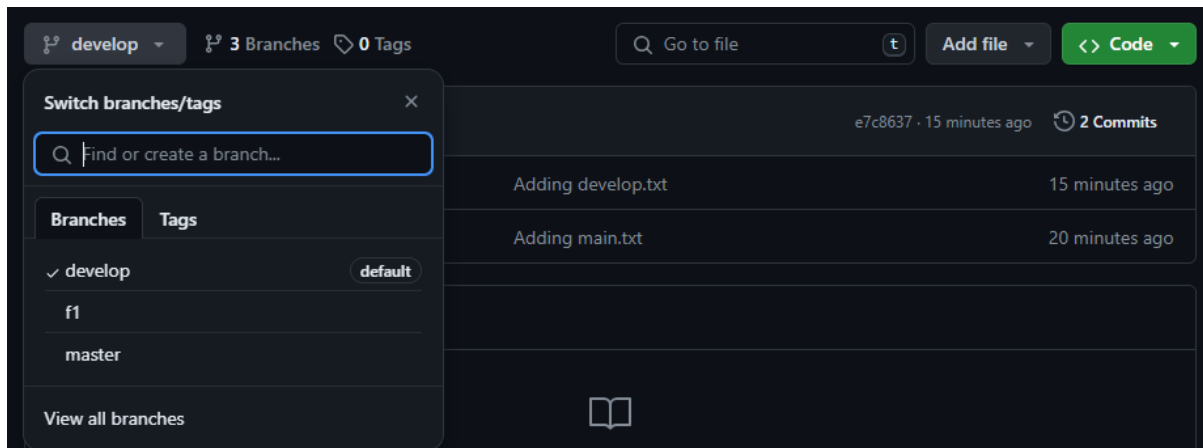 develop 3 Branches 0 Tags Go to file t Add file <> Code
Switch branches/tags
e7c8637 · 15 minutes ago 2 Commits
Find or create a branch...
Adding develop.txt 15 minutes ago
Branches Tags
Adding main.txt 20 minutes ago
develop default
f1
master
View all branches